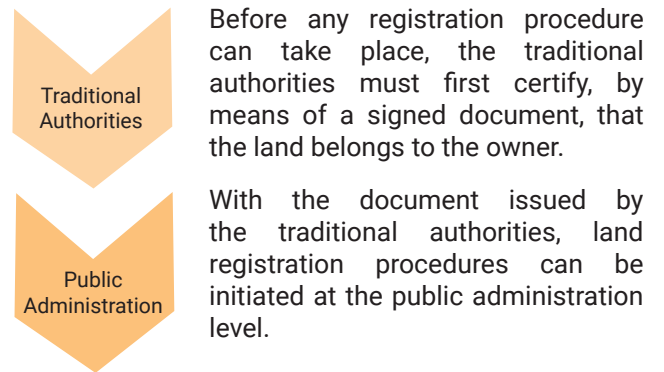 Traditional
Authorities
Before any registration procedure
can take place, the traditional
authorities must first certify, by
means of a signed document, that
the land belongs to the owner.
Public
Administration
With the document issued by
the traditional authorities, land
registration procedures can be
initiated at the public administration
level.